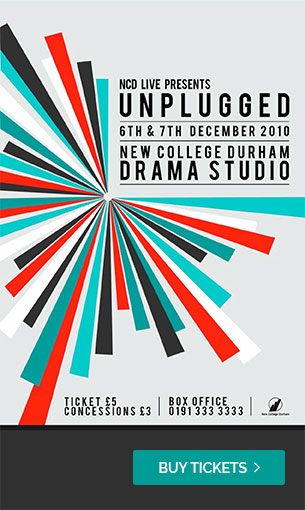 NCD LIVE PRESENTS
UNPLUGGED
6TH & 7TH DECEMBER 2010
NEW COLLEGE DURHAM
DRAMA STUDIO
TICKET £5
CONCESSIONS £3
BOX OFFICE
0191 333 3333
New College Durham
BUY TICKETS >